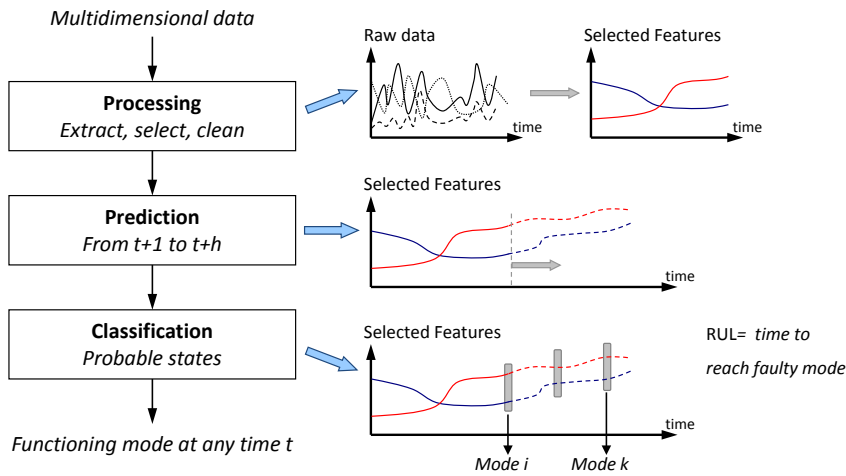 Multidimensional data
Processing
Extract, select, clean
Prediction
From t+1 to t+h
Classification
Probable states
Functioning mode at any time t
Raw data
time
Selected Features
time
Selected Features
time
Selected Features
time
Mode i
Mode k
RUL= time to
reach faulty mode